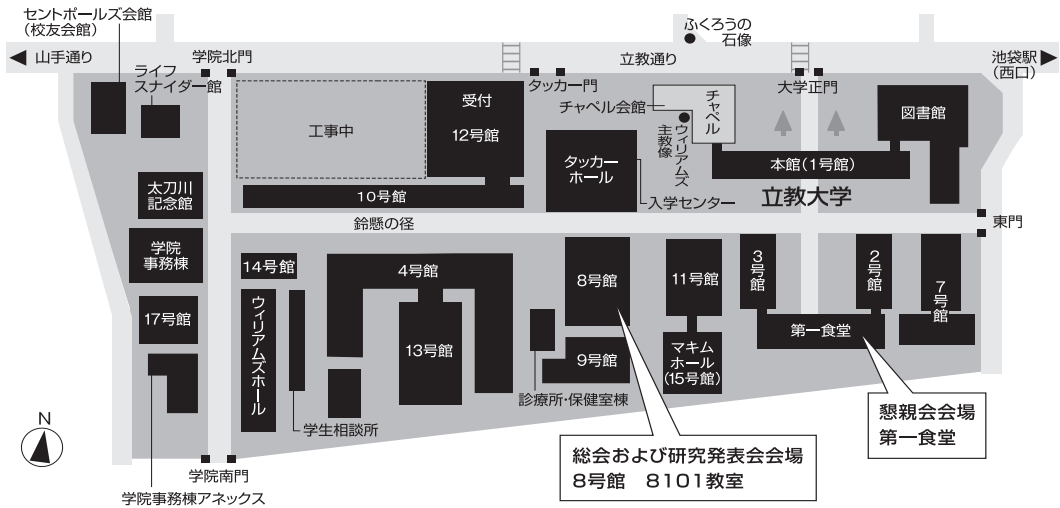 セントポールズ会館
(校友会館)
ふくろうの
石像
山手通り
学院北門
立教通り
池袋駅
(西口)
ライフ
スナイダー館
タッカー門
大学正門
工事中
受付
12号館
チャペル会館
チャペル
ウィリアムズ
主教像
図書館
タッカー
ホール
本館(1号館)
太刀川
記念館
10号館
入学センター
立教大学
鈴懸の径
東門
学院
事務棟
14号館
4号館
8号館
11号館
3号館
2号館
7号館
17号館
ウィリアムズホール
13号館
9号館
マキム
ホール
(15号館)
第一食堂
診療所・保健室棟
学生相談所
懇親会会場
第一食堂
総会および研究発表会会場
8号館 8101教室
N
学院南門
学院事務棟アネックス